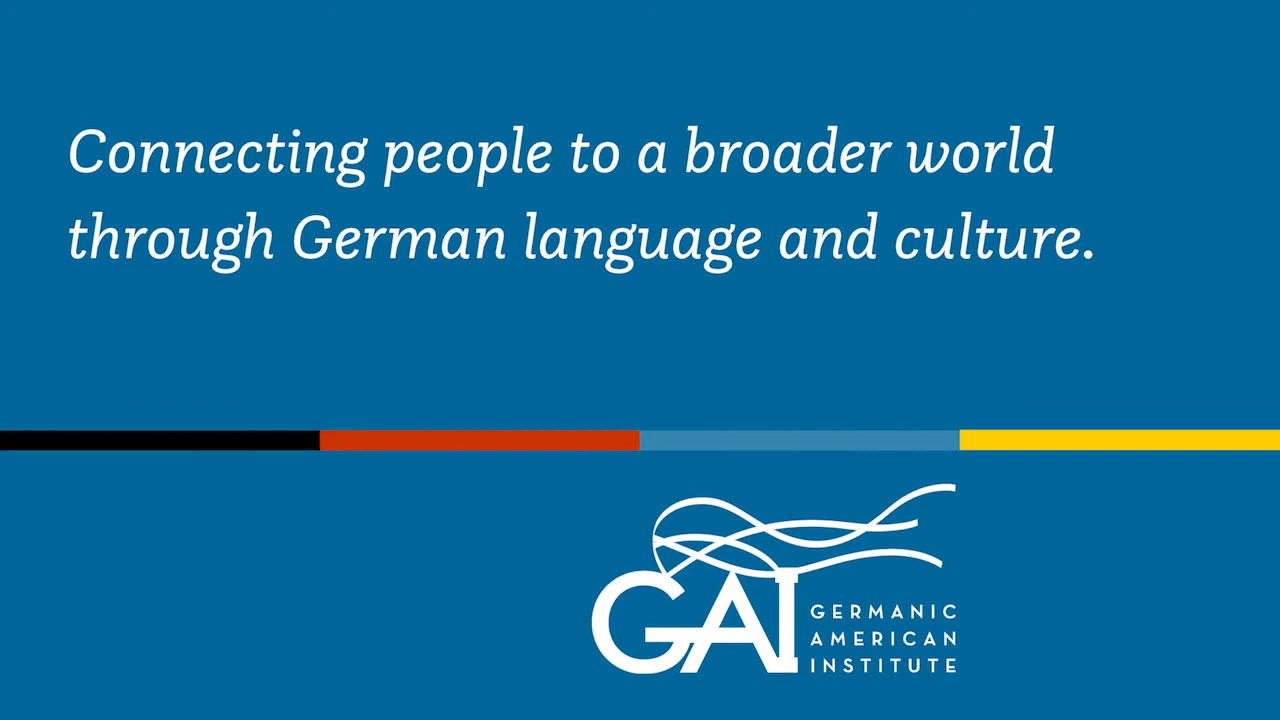 Connecting people to a broader world
through German language and culture.
GAI
GERMANIC
AMERICAN
INSTITUTE